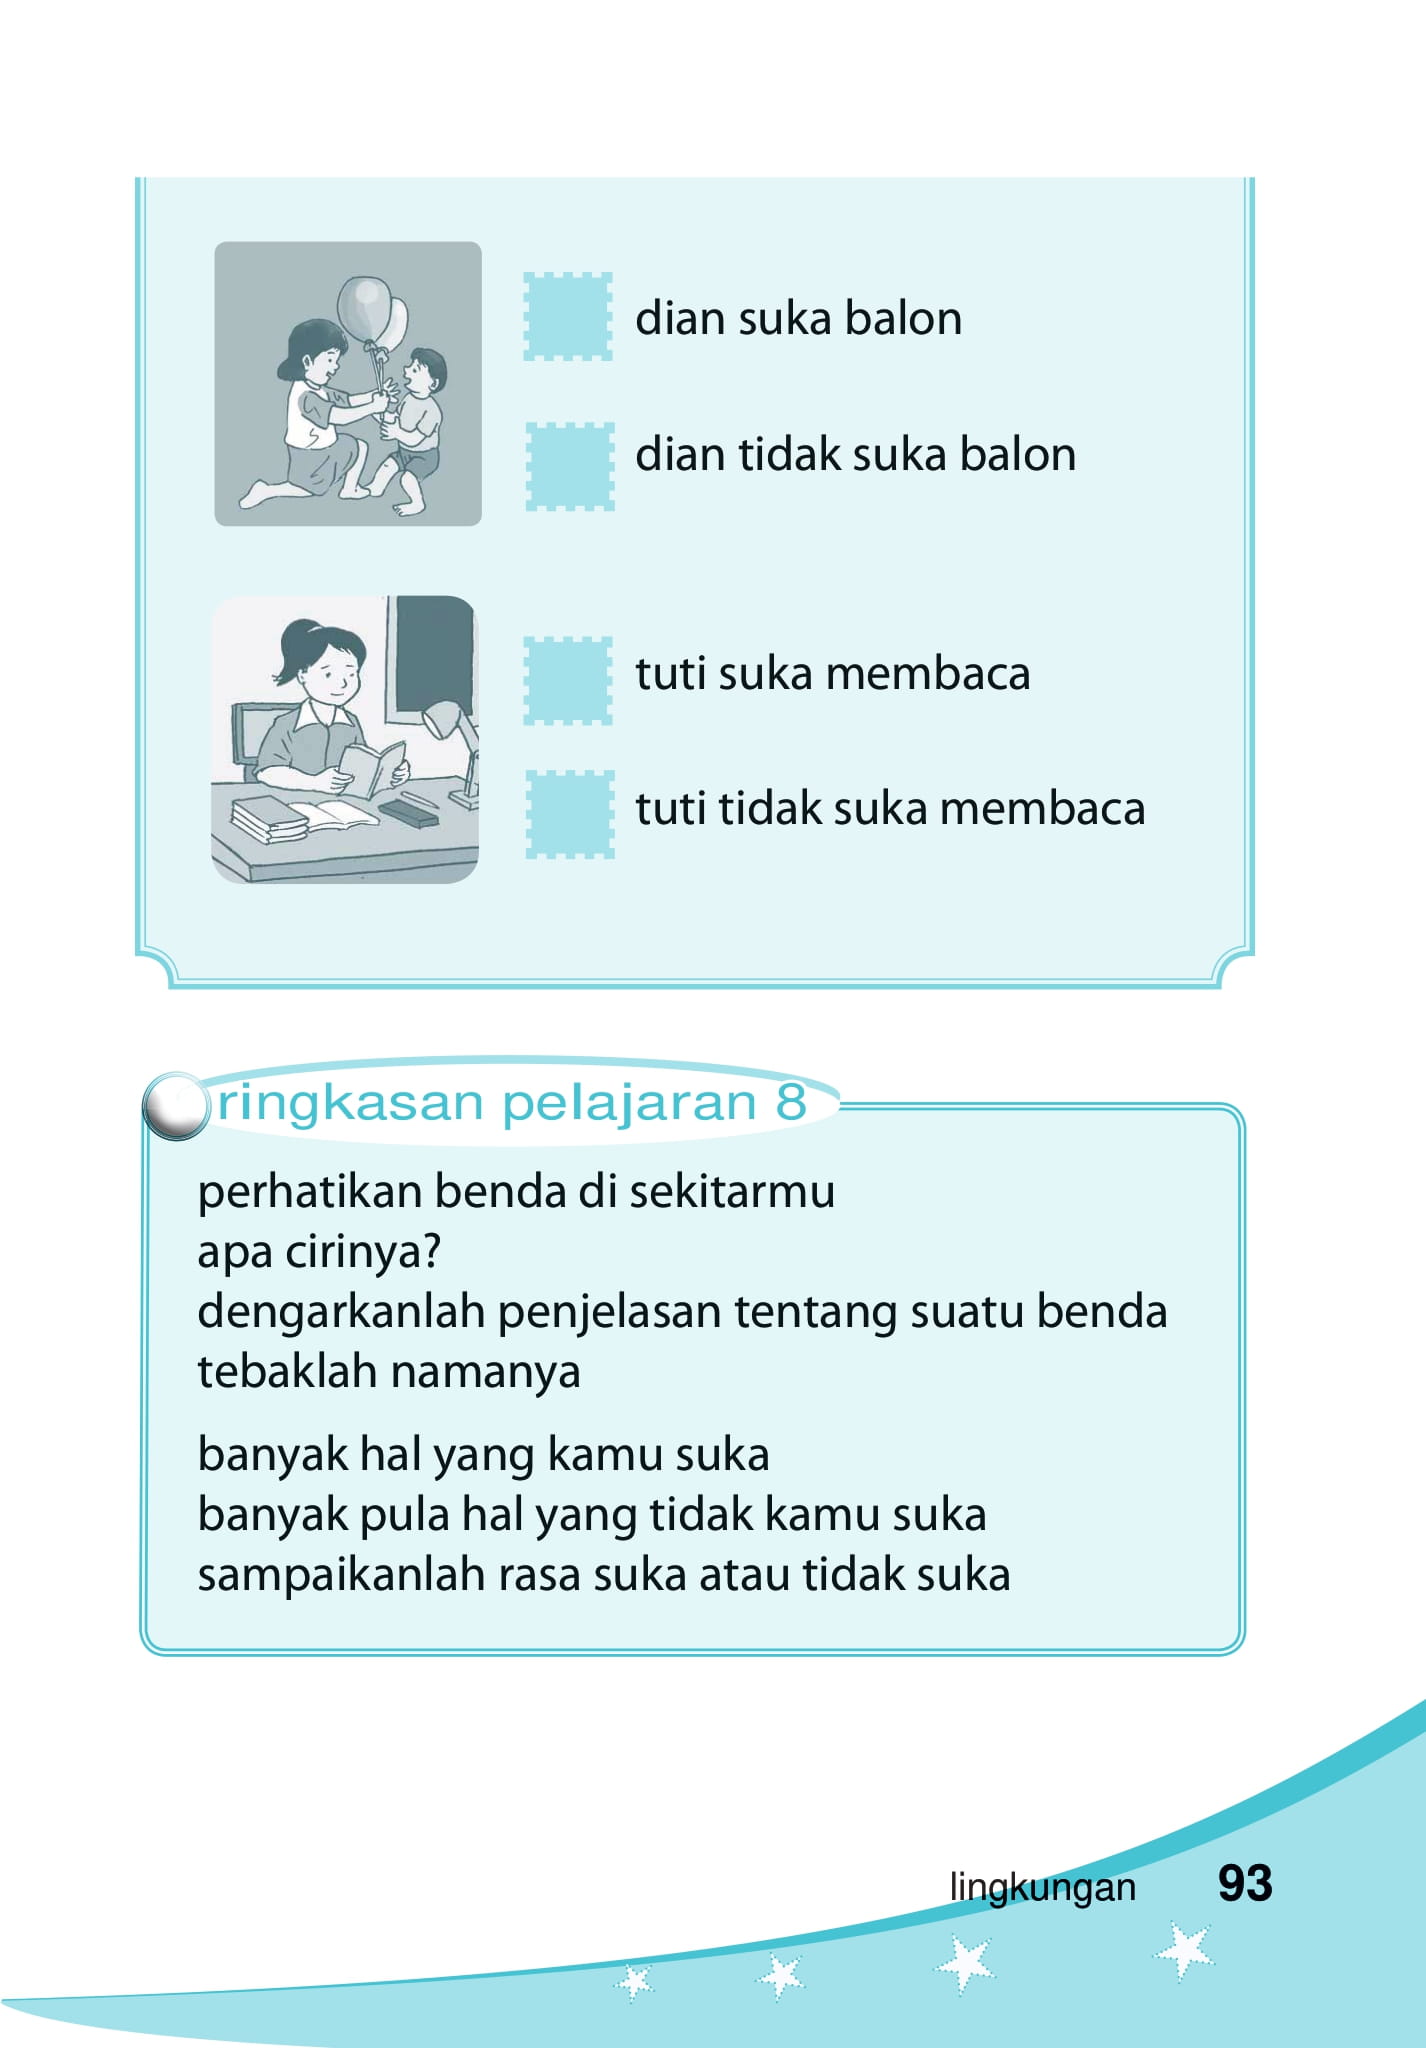 dian suka balon
dian tidak suka balon
tuti suka membaca
tuti tidak suka membaca
ringkasan pelajaran 8
perhatikan benda di sekitarmu
apa cirinya?
dengarkanlah penjelasan tentang suatu benda
tebaklah namanya
banyak hal yang kamu suka
banyak pula hal yang tidak kamu suka
sampaikanlah rasa suka atau tidak suka
lingkungan 93